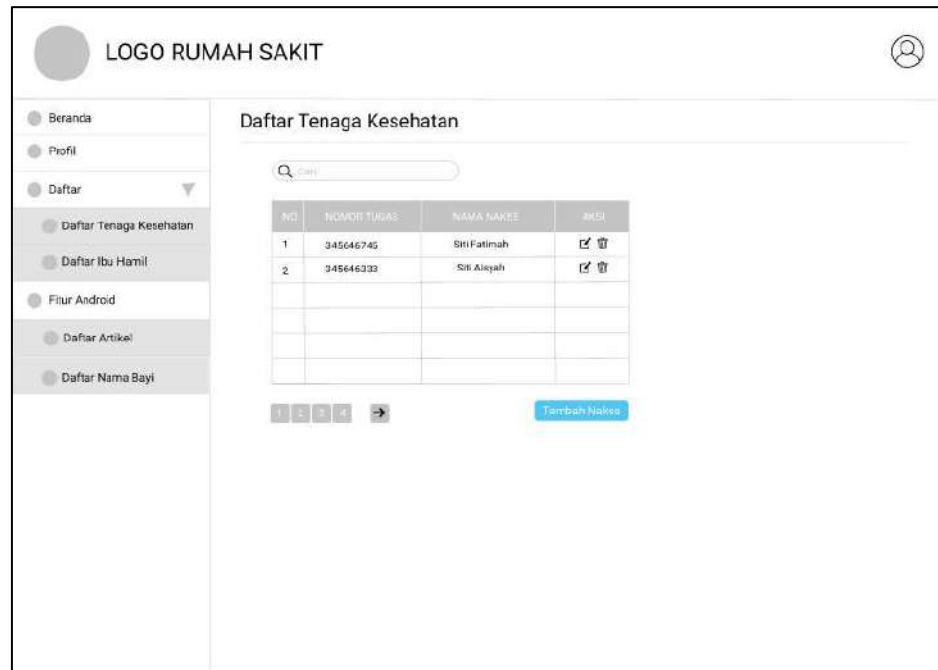 LOGO RUMAH SAKIT
Beranda
Profil
Daftar
Daftar Tenaga Kesehatan
Daftar Ibu Hamil
Fitur Android
Daftar Artikel
Daftar Nama Bayi
Daftar Tenaga Kesehatan
Cari
NO NOMOR TUGAS NAMA NAKES AKSI
1 345646745 Siti Fatimah
2 345646333 Siti Aisyah
1 2 3 4
Tambah Nakes